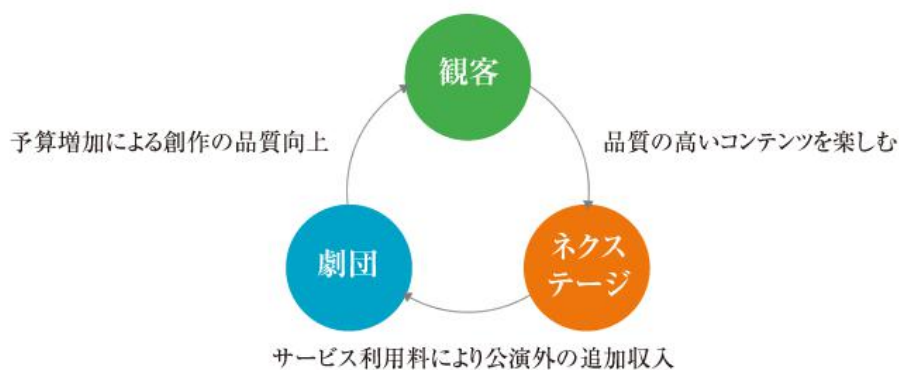 観客
予算増加による創作の品質向上
品質の高いコンテンツを楽しむ
劇団
ネクス
テージ
サービス利用料により公演外の追加収入